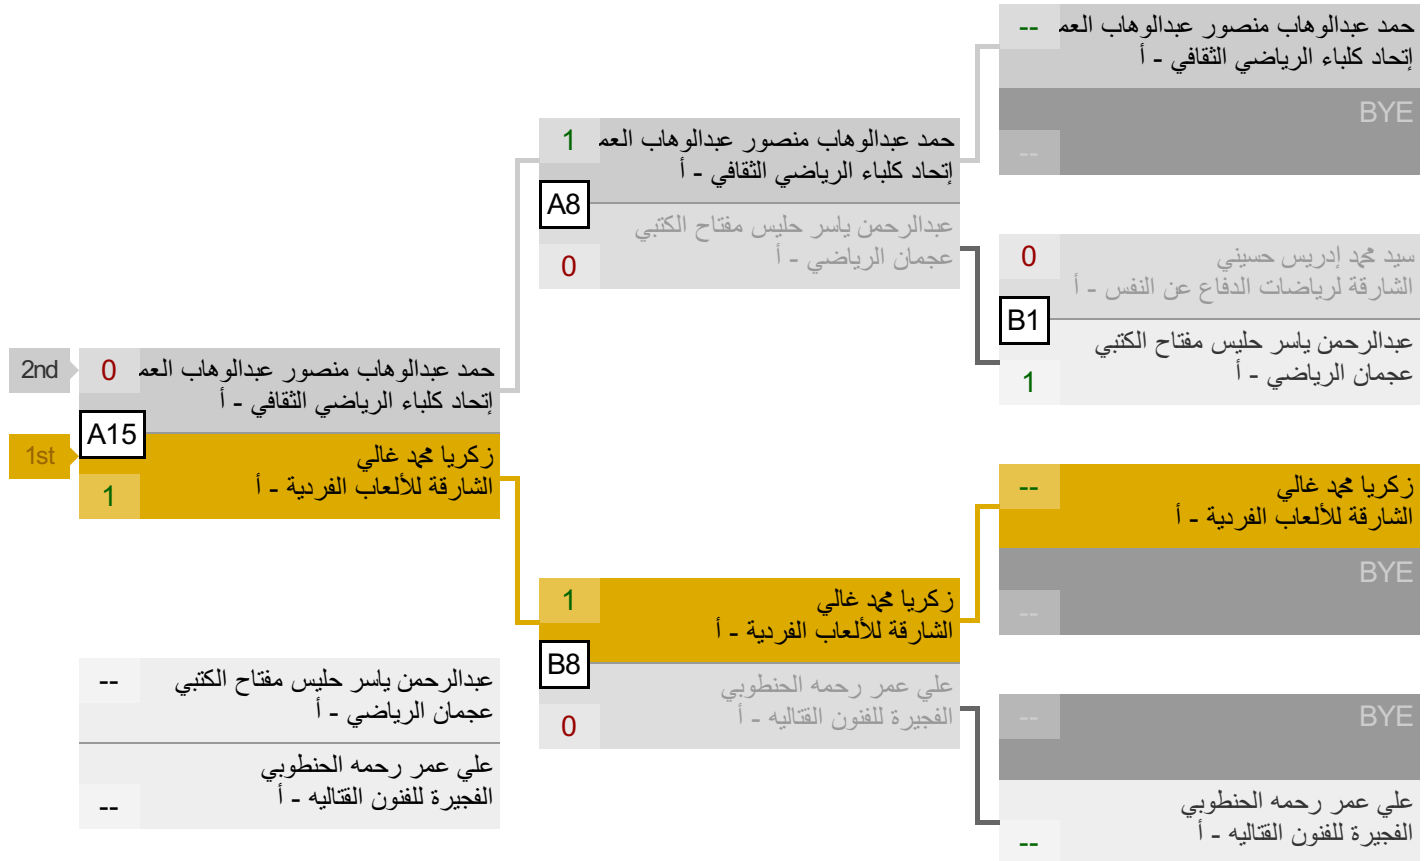 حمد عبدالوهاب منصور عبدالوهاب العم
--
إتحاد كلباء الرياضي الثقافي - أ
BYE
--
حمد عبدالوهاب منصور عبدالوهاب العم
1
إتحاد كلباء الرياضي الثقافي - أ
A8
عبدالرحمن ياسر حليس مفتاح الكتبي
عجمان الرياضي - أ
0
سيد محمد إدريس حسيني
0
الشارقة لرياضات الدفاع عن النفس - أ
B1
عبدالرحمن ياسر حليس مفتاح الكتبي
عجمان الرياضي - أ
1
2nd
0
حمد عبدالوهاب منصور عبدالوهاب العم
إتحاد كلباء الرياضي الثقافي - أ
A15
1st
زكريا محمد غالي
الشارقة للألعاب الفردية - أ
1
زكريا محمد غالي
--
الشارقة للألعاب الفردية - أ
BYE
--
زكريا محمد غالي
1
الشارقة للألعاب الفردية - أ
B8
علي عمر رحمه الحنطوبي
الفجيرة للفنون القتاليه - أ
0
عبدالرحمن ياسر حليس مفتاح الكتبي
--
عجمان الرياضي - أ
علي عمر رحمه الحنطوبي
الفجيرة للفنون القتاليه - أ
--
BYE
--
علي عمر رحمه الحنطوبي
الفجيرة للفنون القتاليه - أ
--